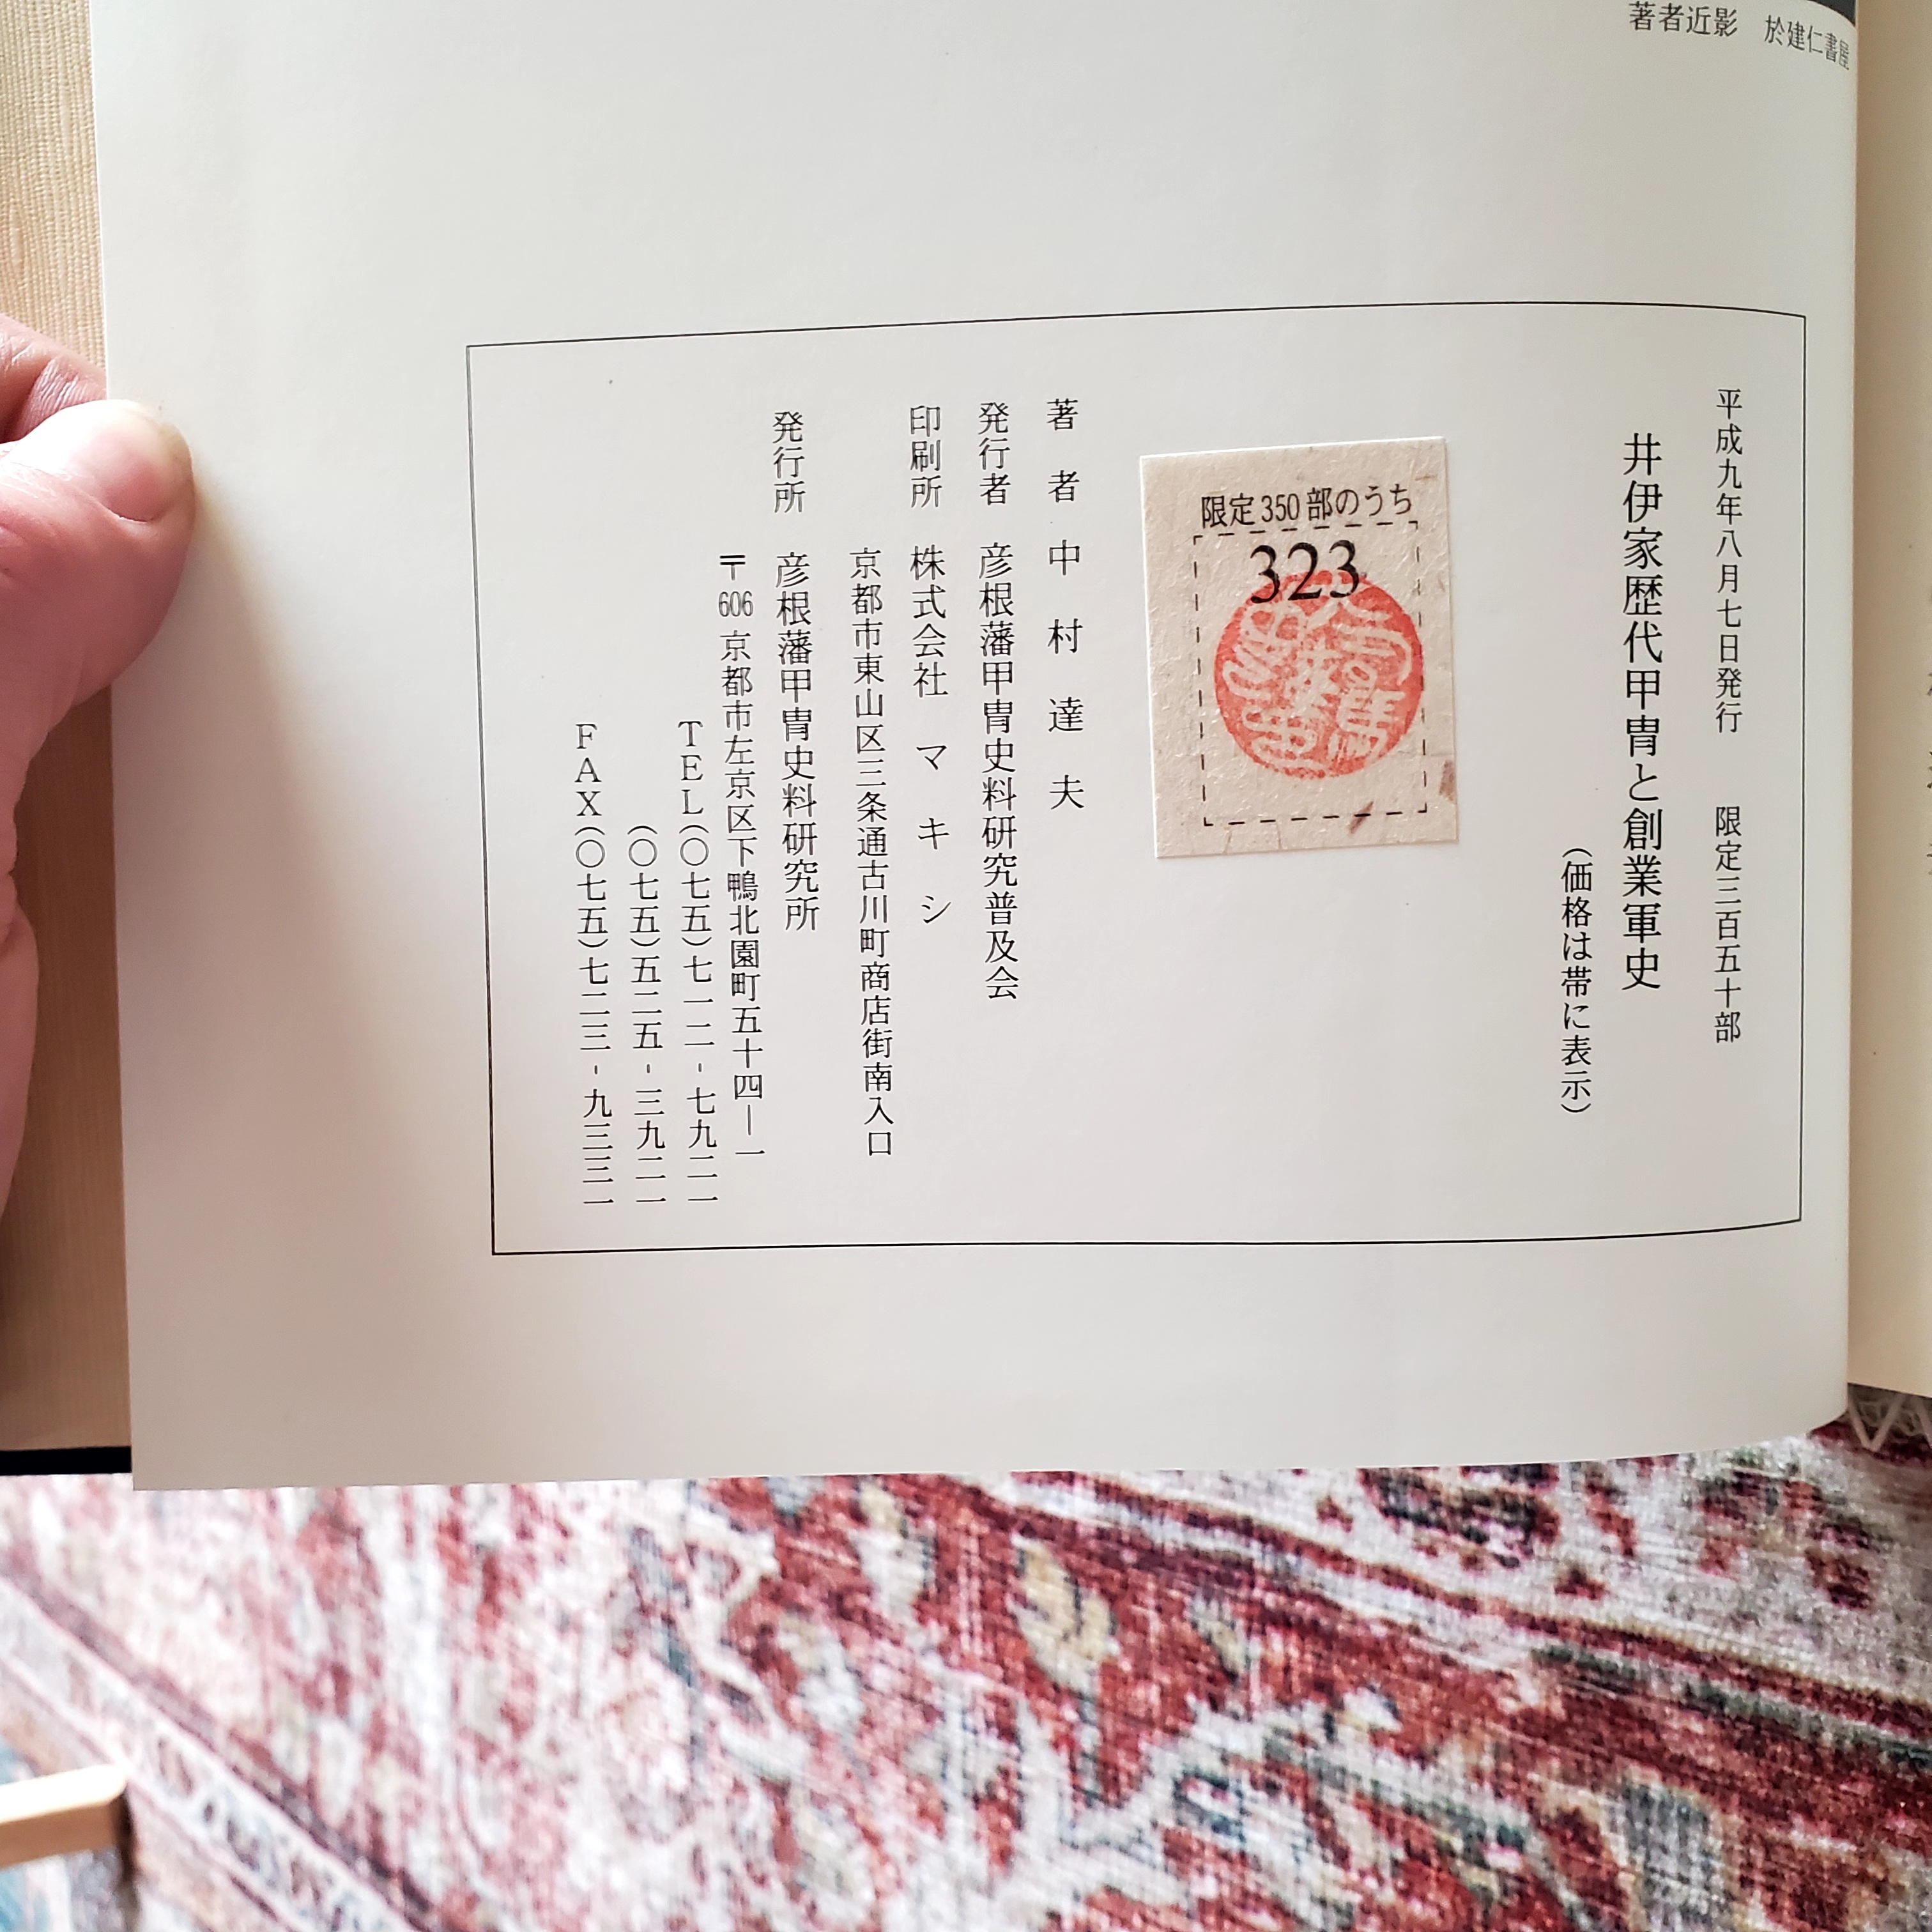 著者近影　於建仁書屋
平成九年八月七日発行　限定三百五十部
井伊家歴代甲冑と創業軍史
（価格は帯に表示）
限定350部のうち
323
著者　中村達夫
発行者　彦根藩甲冑史料研究普及会
印刷所　株式会社　マキシ
京都市東山区三条通古川町商店街南入口
発行所　彦根藩甲冑史料研究所
〒606 京都市左京区下鴨北園町五十四―一
TEL（〇七五）七一二-七九二一
（〇七五）五二五-三九二一
FAX（〇七五）七二三-九三三一